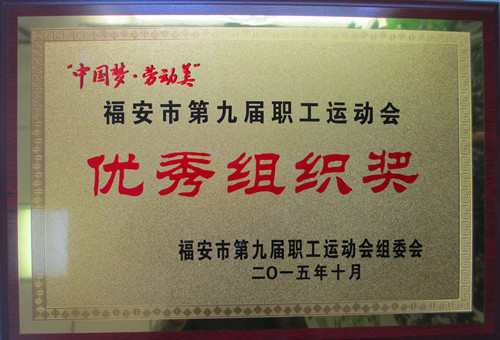 “中国梦·劳动美”
福安市第九届职工运动会
优秀组织奖
福安市第九届职工运动会组委会
二〇一五年十月